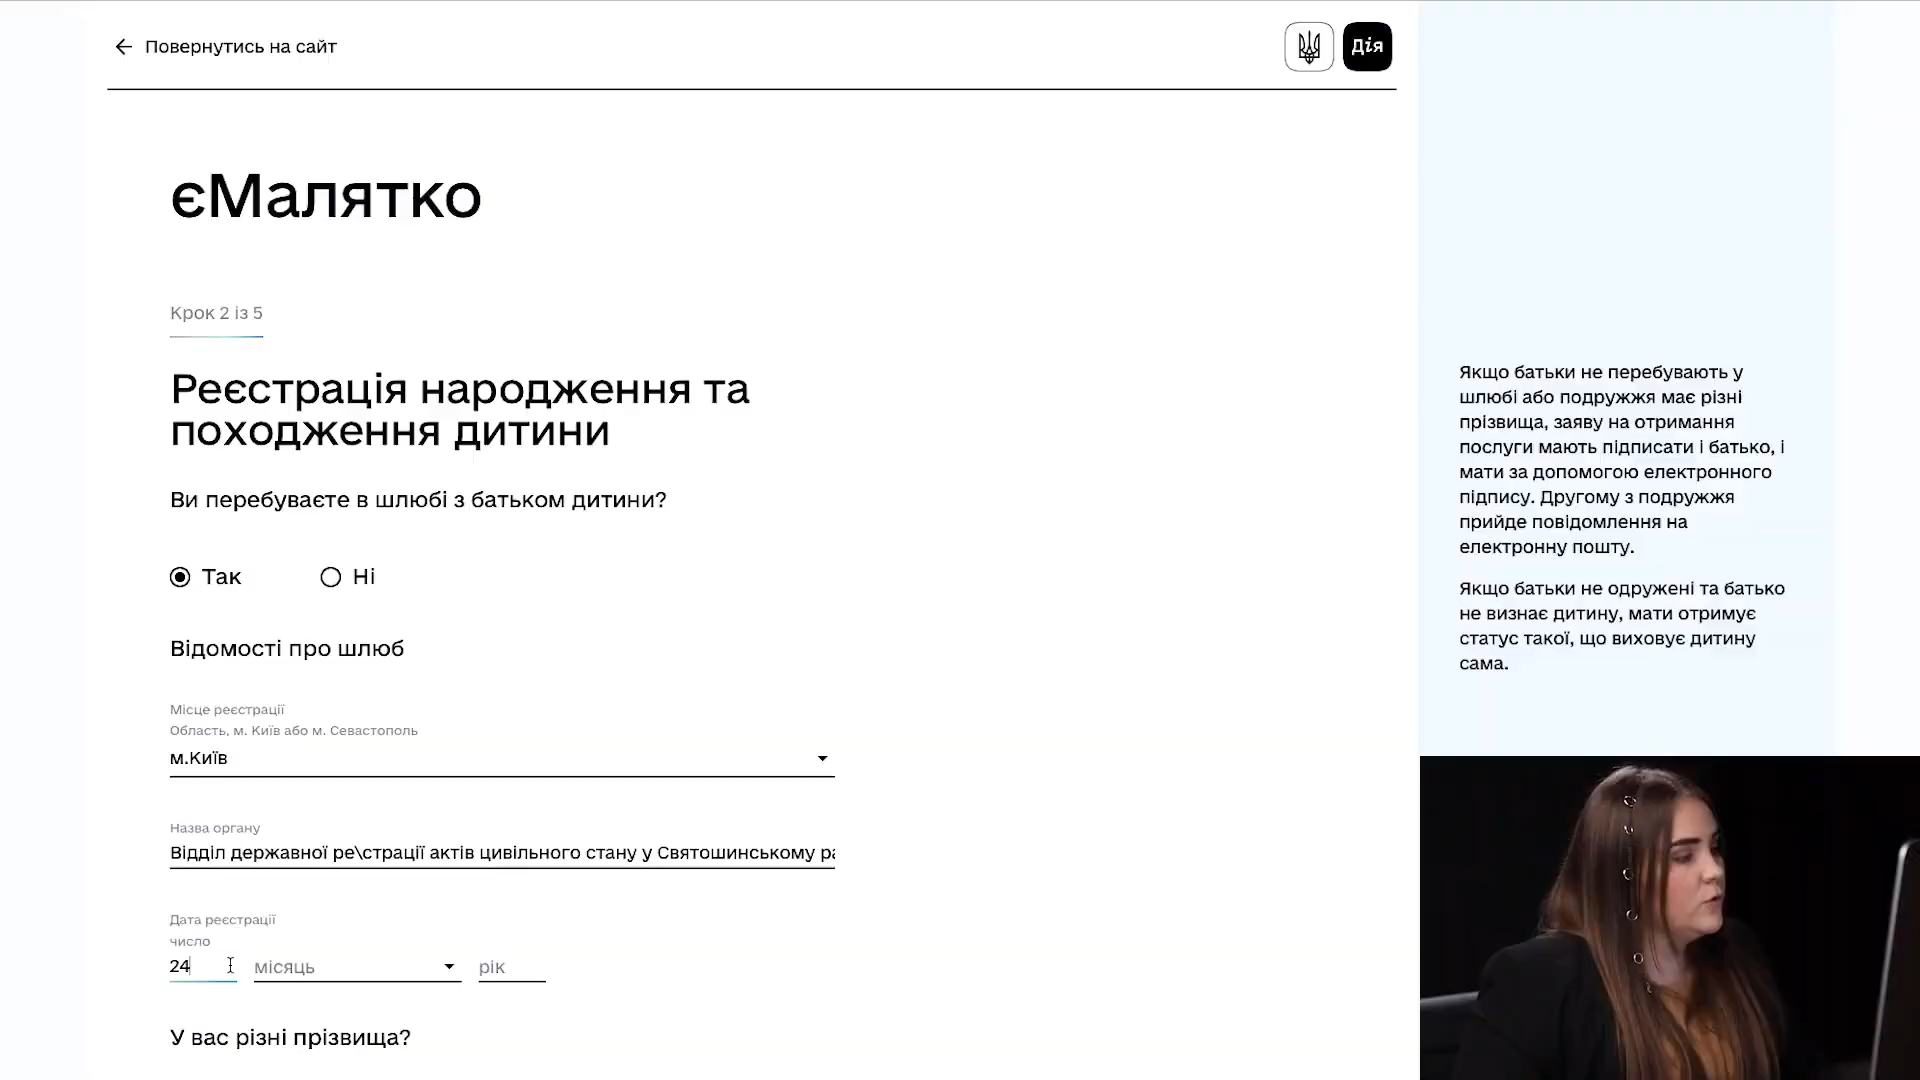 Повернутись на сайт
Дія
єМалятко
Крок 2 із 5
Реєстрація народження та
походження дитини
Ви перебуваєте в шлюбі з батьком дитини?
Так
Ні
Відомості про шлюб
Місце реєстрації
Область, м. Київ або м. Севастополь
м.Київ
Назва органу
Відділ державної ре\страції актів цивільного стану у Святошинському ра
Дата реєстрації
число
24
місяць
рік
У вас різні прізвища?
Якщо батьки не перебувають у
шлюбі або подружжя має різні
прізвища, заяву на отримання
послуги мають підписати і батько, і
мати за допомогою електронного
підпису. Другому з подружжя
прийде повідомлення на
електронну пошту.
Якщо батьки не одружені та батько
не визнає дитину, мати отримує
статус такої, що виховує дитину
сама.